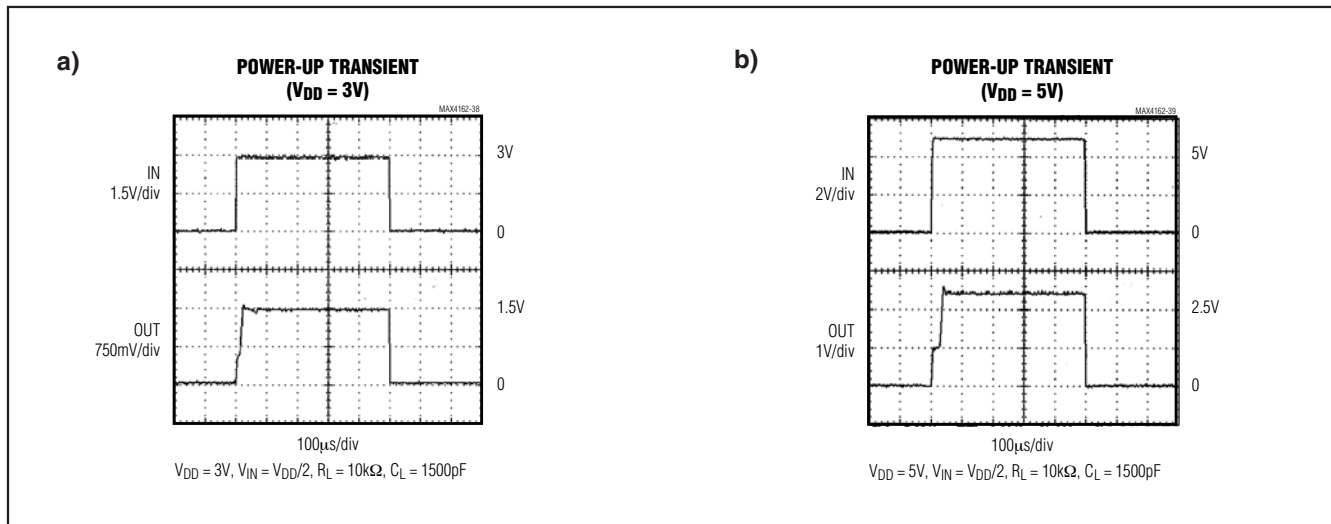 a)
POWER-UP TRANSIENT
(VDD = 3V)
MAX4162-38
IN
1.5V/div
3V
0
OUT
750mV/div
1.5V
0
100µs/div
VDD = 3V, VIN = VDD/2, RL = 10kΩ, CL = 1500pF
b)
POWER-UP TRANSIENT
(VDD = 5V)
MAX4162-39
IN
2V/div
5V
0
OUT
1V/div
2.5V
0
100µs/div
VDD = 5V, VIN = VDD/2, RL = 10kΩ, CL = 1500pF